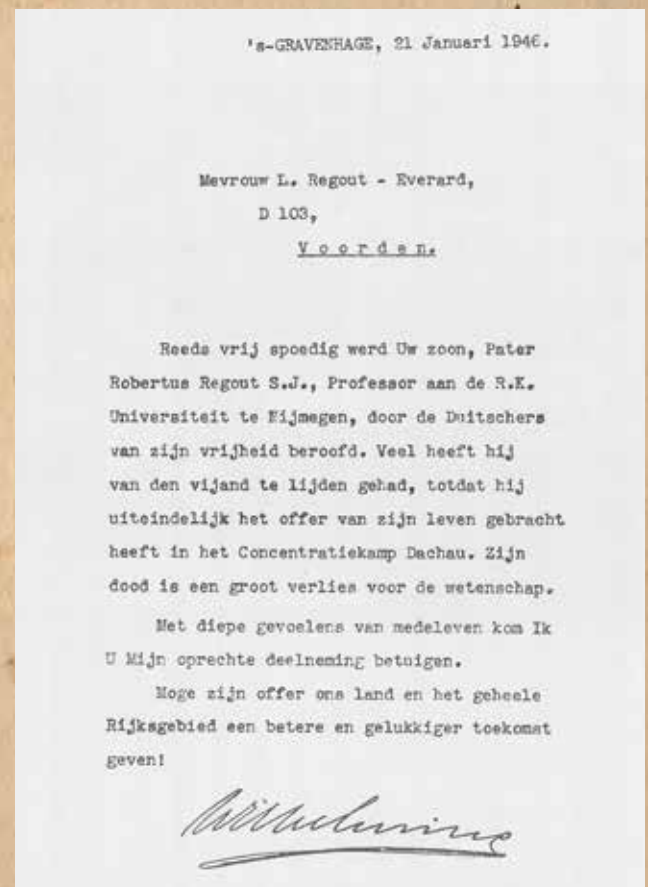 's-GRAVENHAGE, 21 Januari 1946.
Mevrouw L. Regout - Everard,
D 103,
Voorden.
Reeds vrij spoedig werd Uw zoon, Pater
Robertus Regout S.J., Professor aan de R.K.
Universiteit te Nijmegen, door de Duitschers
van zijn vrijheid beroofd. Veel heeft hij
van den vijand te lijden gehad, totdat hij
uiteindelijk het offer van zijn leven gebracht
heeft in het Concentratiekamp Dachau. Zijn
dood is een groot verlies voor de wetenschap.
Met diepe gevoelens van medeleven kom Ik
U Mijn oprechte deelneming betuigen.
Moge zijn offer ons land en het geheele
Rijksgebied een betere en gelukkiger toekomst
geven!
Wilhelmina